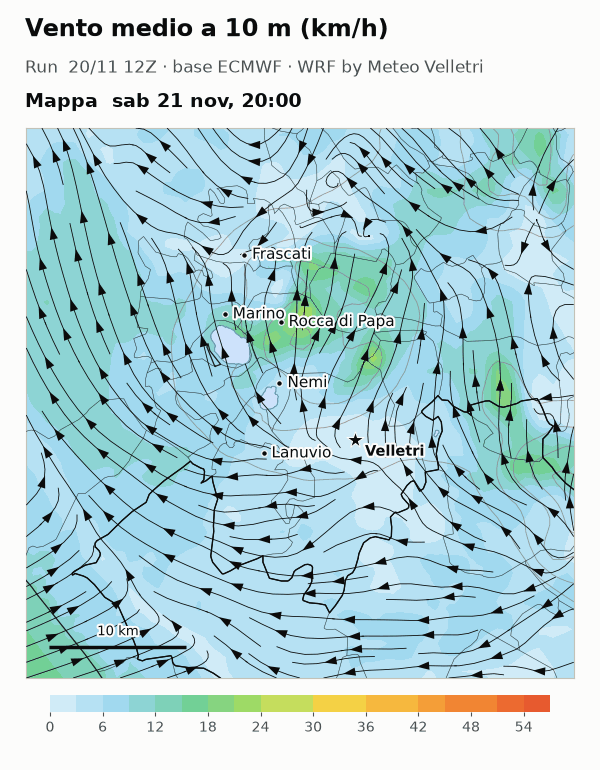 Vento medio a 10 m (km/h)
Run  20/11 12Z · base ECMWF · WRF by Meteo Velletri
Mappa  sab 21 nov, 20:00
Frascati
Marino
Rocca di Papa
Nemi
Velletri
Lanuvio
10 km
0 6 12 18 24 30 36 42 48 54